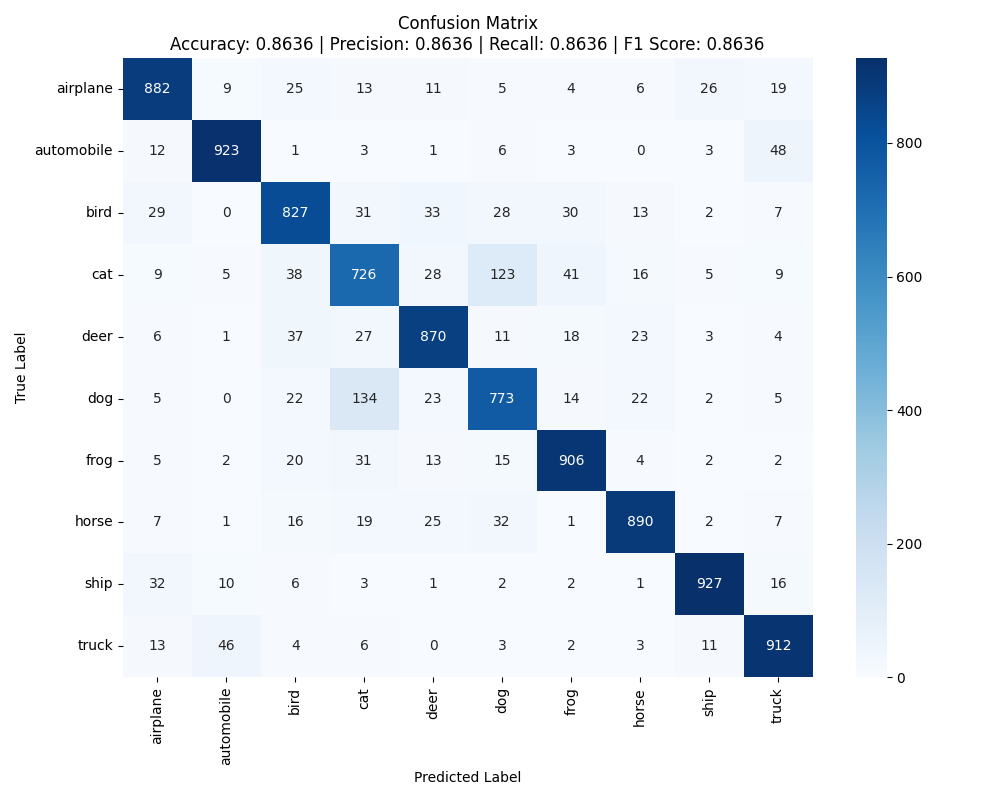 Confusion Matrix
Accuracy: 0.8636 | Precision: 0.8636 | Recall: 0.8636 | F1 Score: 0.8636
airplane 882 9 25 13 11 5 4 6 26 19
automobile 12 923 1 3 1 6 3 0 3 48
bird 29 0 827 31 33 28 30 13 2 7
cat 9 5 38 726 28 123 41 16 5 9
deer 6 1 37 27 870 11 18 23 3 4
dog 5 0 22 134 23 773 14 22 2 5
frog 5 2 20 31 13 15 906 4 2 2
horse 7 1 16 19 25 32 1 890 2 7
ship 32 10 6 3 1 2 2 1 927 16
truck 13 46 4 6 0 3 2 3 11 912
airplane automobile bird cat deer dog frog horse ship truck
Predicted Label
True Label
800
600
400
200
0